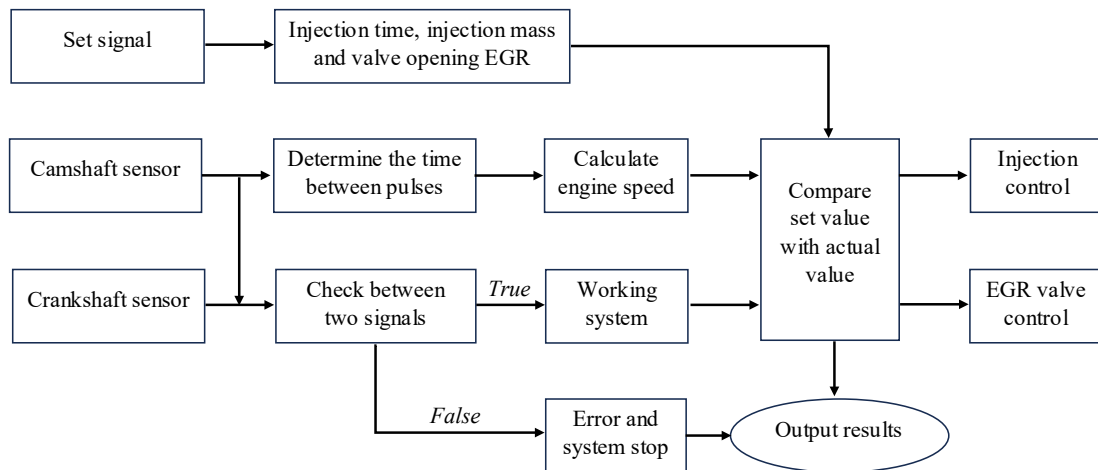 Set signal
Injection time, injection mass
and valve opening EGR
Camshaft sensor
Determine the time
between pulses
Calculate
engine speed
Compare
set value
with actual
value
Injection
control
Crankshaft sensor
Check between
two signals
True
Working
system
EGR valve
control
False
Error and
system stop
Output results